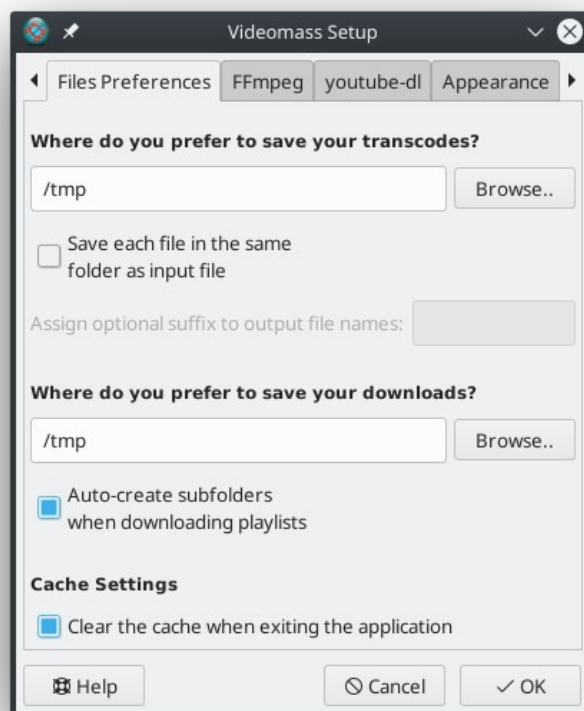 Videomass Setup
Files Preferences FFmpeg youtube-dl Appearance
Where do you prefer to save your transcodes?
/tmp Browse..
Save each file in the same
folder as input file
Assign optional suffix to output file names:
Where do you prefer to save your downloads?
/tmp Browse..
Auto-create subfolders
when downloading playlists
Cache Settings
Clear the cache when exiting the application
Help Cancel OK